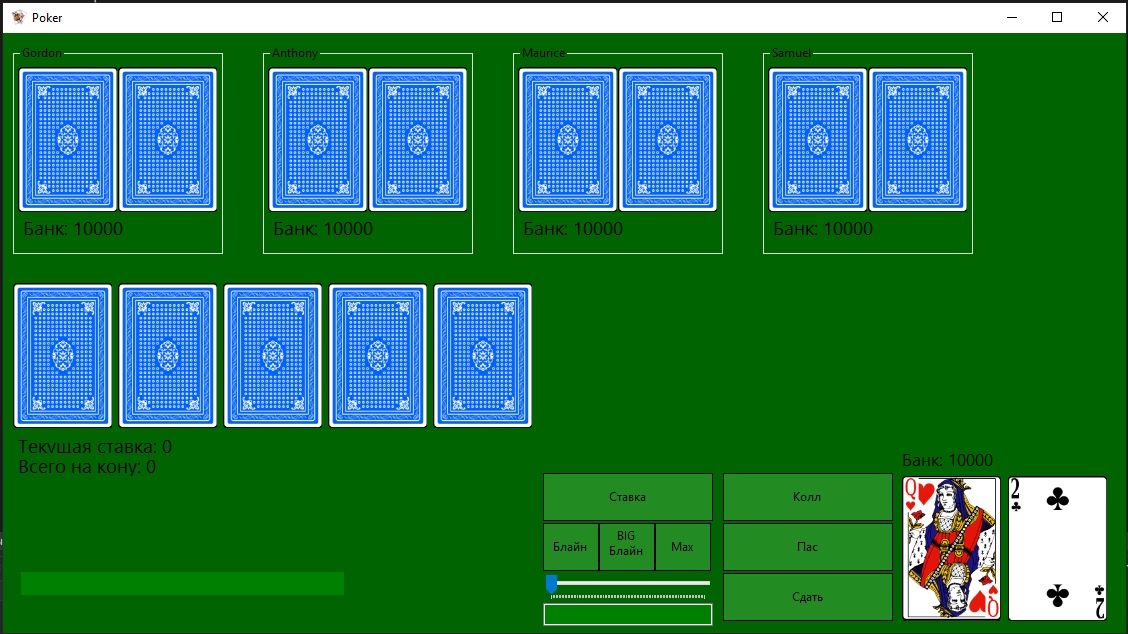 Poker
Gordon
Anthony
Maurice
Samuel
Банк: 10000
Банк: 10000
Банк: 10000
Банк: 10000
Текущая ставка: 0
Всего на кону: 0
Банк: 10000
Ставка
Колл
Блайн
BIG
Блайн
Max
Пас
Сдать
Q
Q
2
2